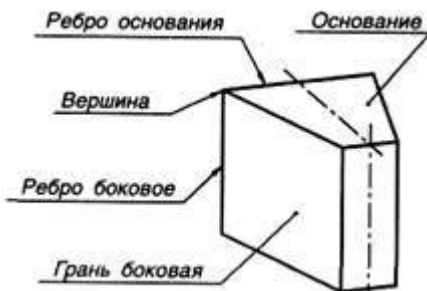 Ребро основания
Основание
Вершина
Ребро боковое
Грань боковая